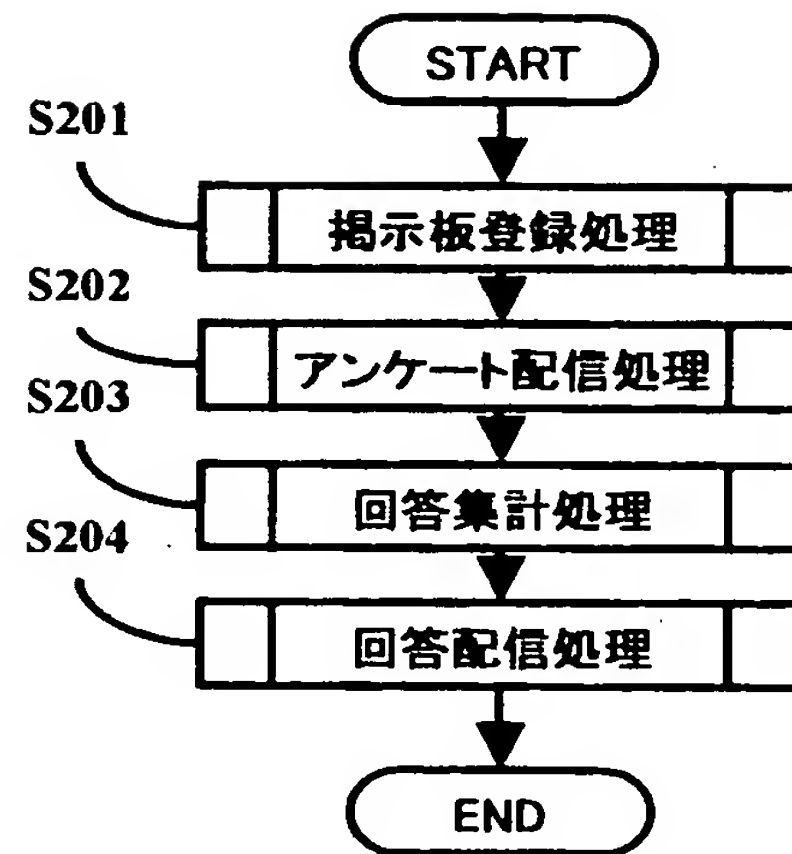 START
S201
掲示板登録処理
S202
アンケート配信処理
S203
回答集計処理
S204
回答配信処理
END